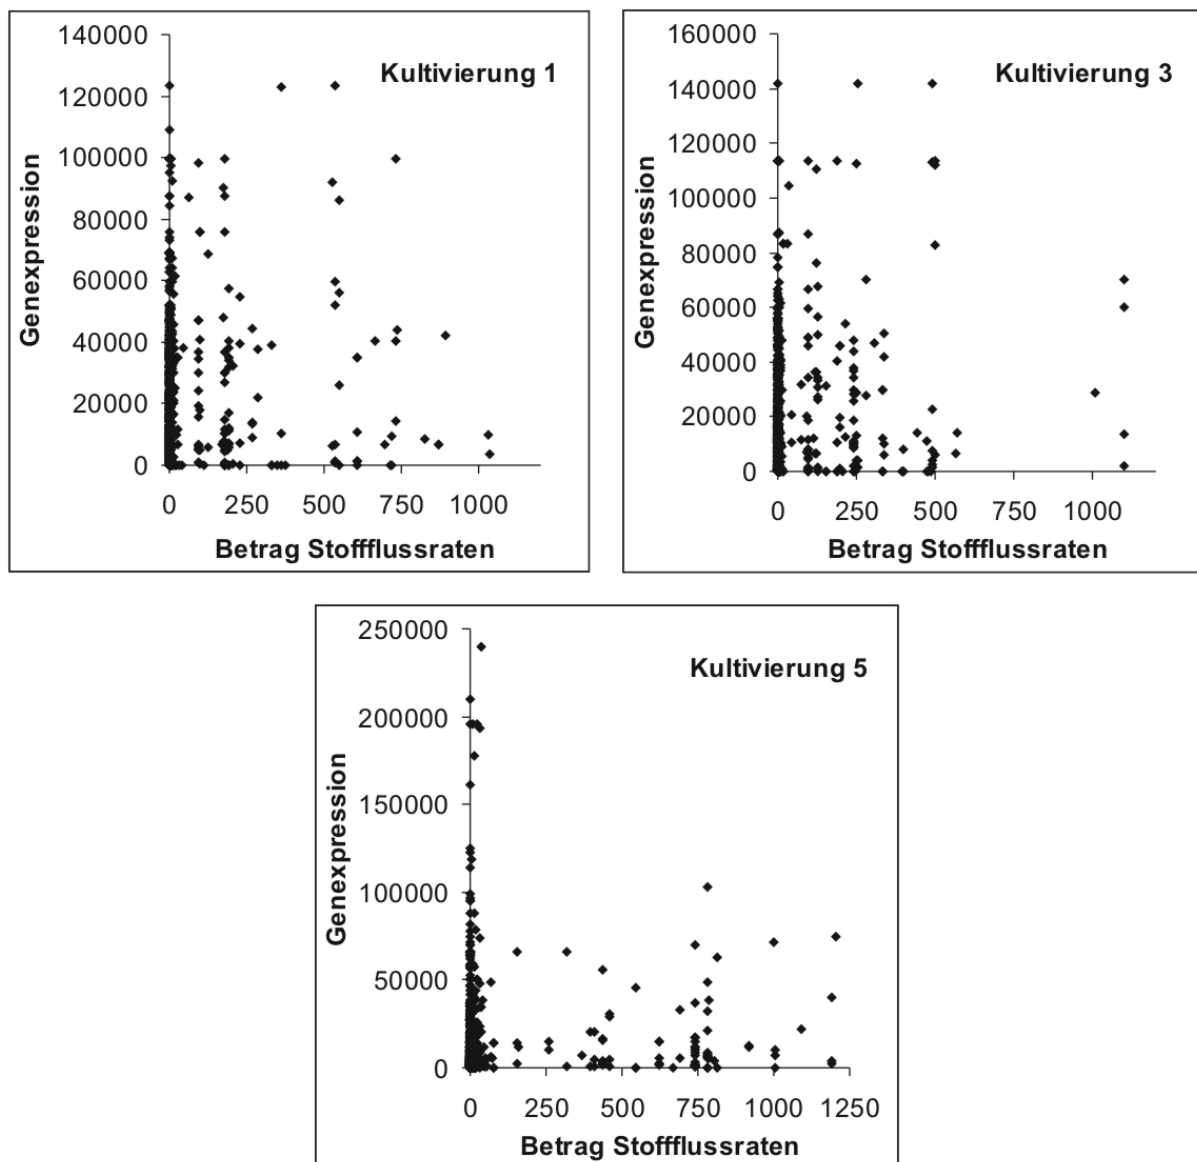 Kultivierung 1
Genexpression
140000
120000
100000
80000
60000
40000
20000
0
0 250 500 750 1000
Betrag Stoffflussraten
Kultivierung 3
Genexpression
160000
140000
120000
100000
80000
60000
40000
20000
0
0 250 500 750 1000
Betrag Stoffflussraten
Kultivierung 5
Genexpression
250000
200000
150000
100000
50000
0
0 250 500 750 1000 1250
Betrag Stoffflussraten